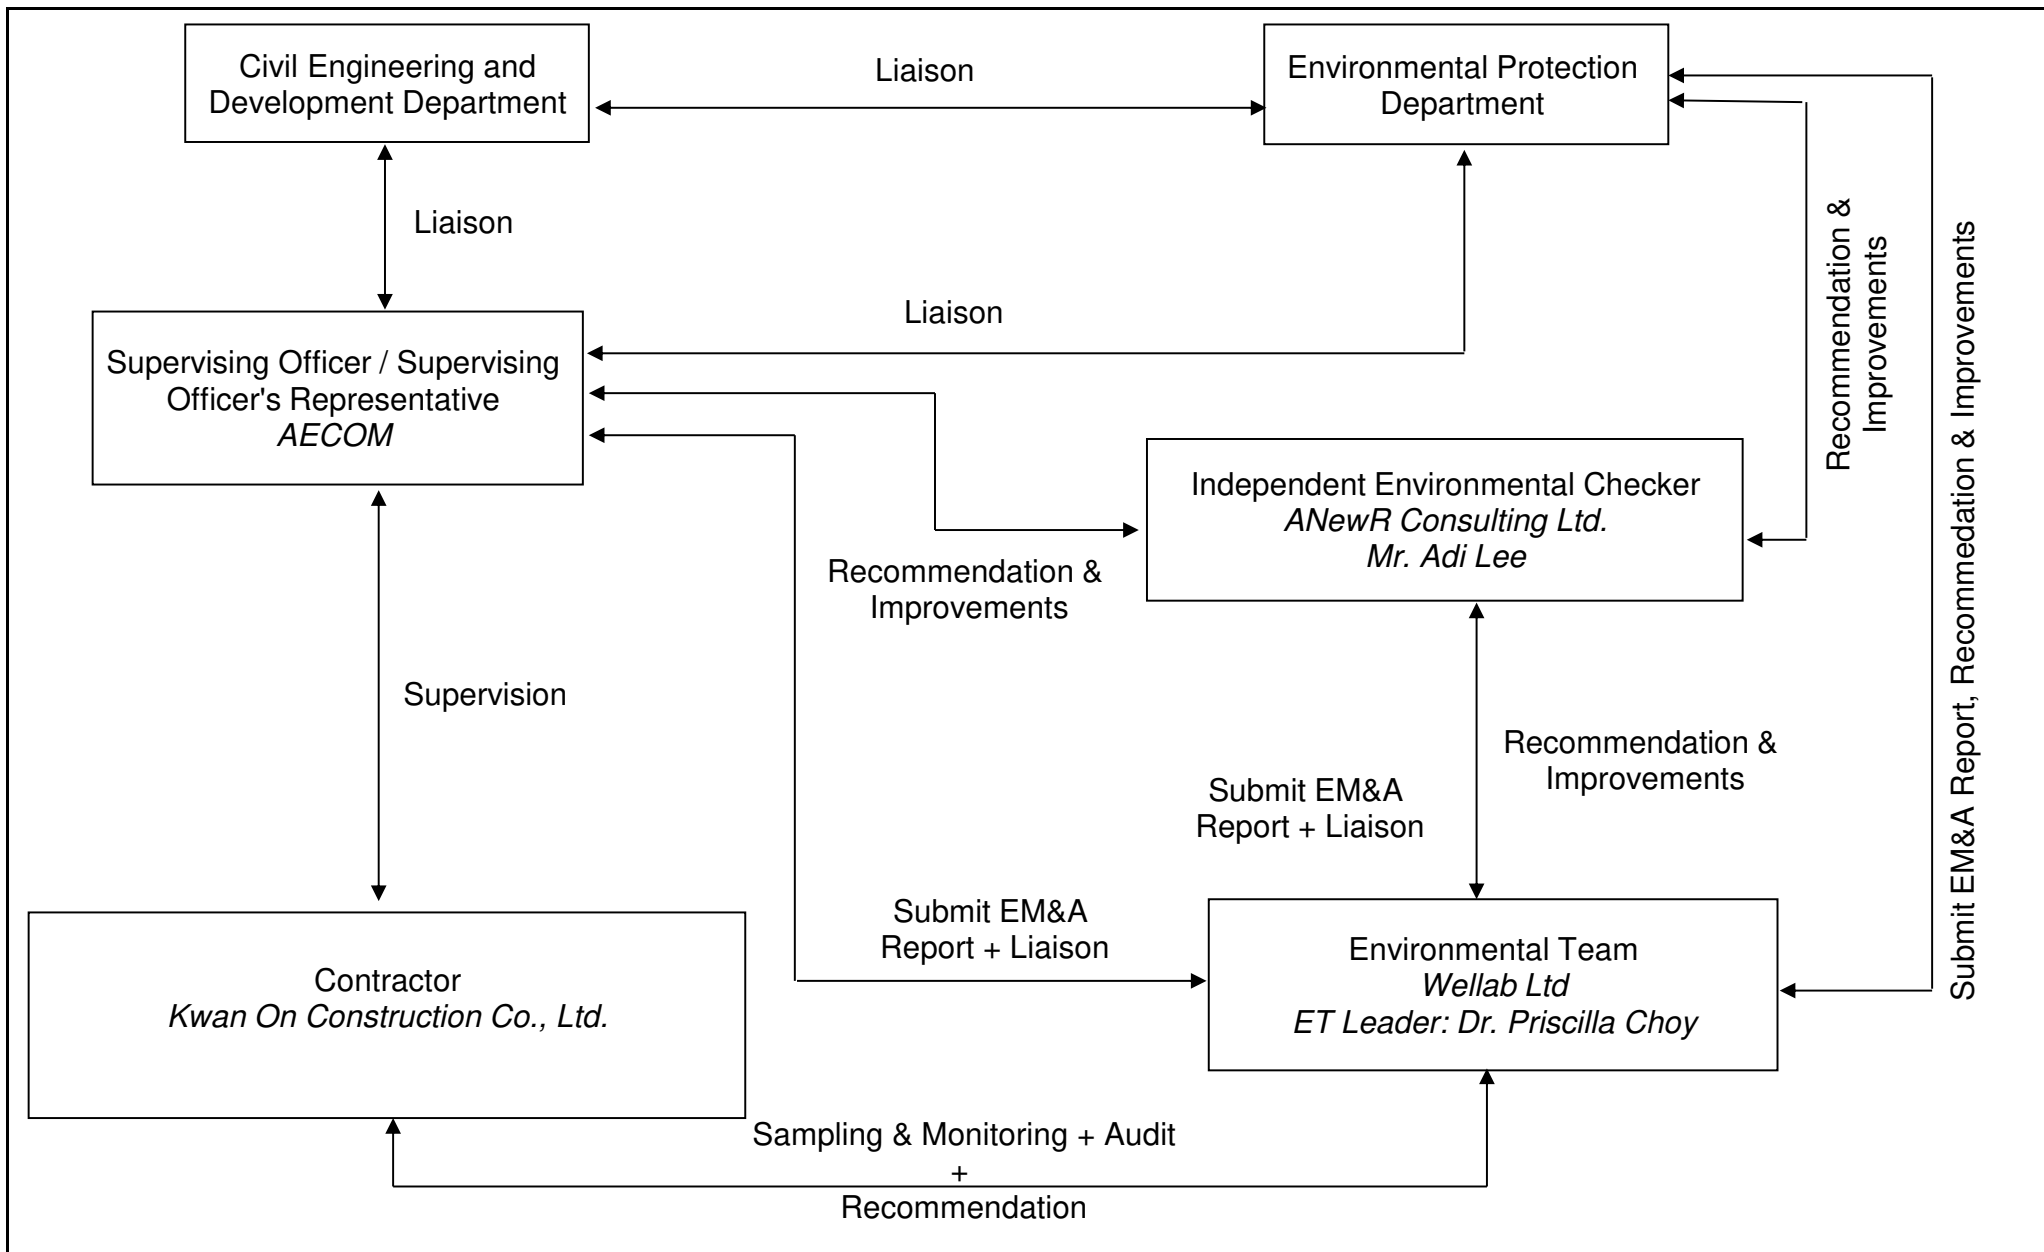 Civil Engineering and
Development Department
Liaison
Environmental Protection
Department
Liaison
Liaison
Recommendation &
Improvements
Submit EM&A Report, Recommedation & Improvements
Supervising Officer / Supervising
Officer's Representative
AECOM
Independent Environmental Checker
ANewR Consulting Ltd.
Mr. Adi Lee
Recommendation &
Improvements
Supervision
Recommendation &
Improvements
Submit EM&A
Report + Liaison
Submit EM&A
Report + Liaison
Contractor
Kwan On Construction Co., Ltd.
Environmental Team
Wellab Ltd
ET Leader: Dr. Priscilla Choy
Sampling & Monitoring + Audit
+
Recommendation